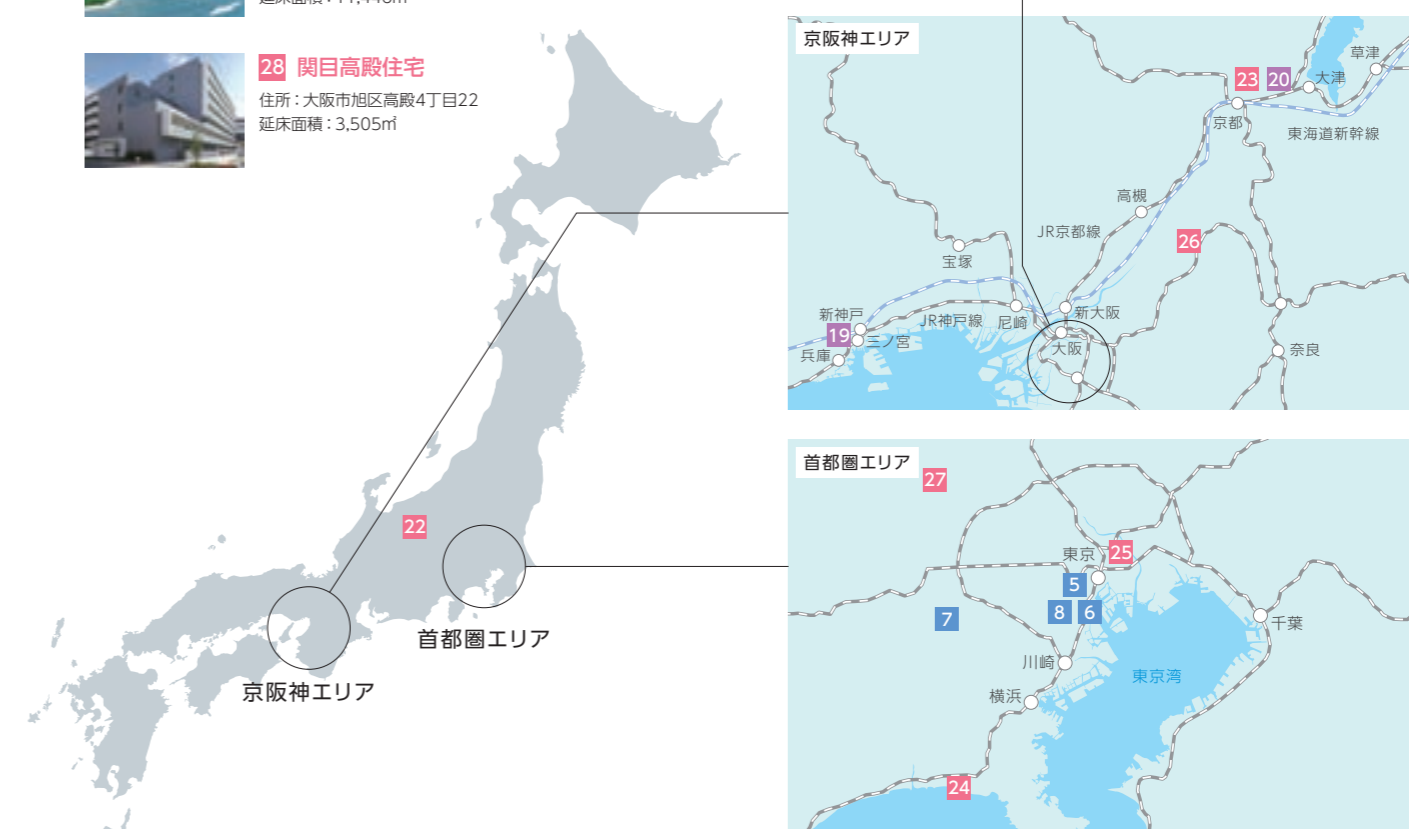 延床面積：11,446㎡
28 関目高殿住宅
住所：大阪市旭区高殿4丁目22
延床面積：3,505㎡
22
首都圏エリア
京阪神エリア
京阪神エリア
草津
23 20 大津
京都
東海道新幹線
高槻
JR京都線
26
宝塚
新神戸
JR神戸線
尼崎
新大阪
19
三ノ宮
兵庫
大阪
奈良
首都圏エリア
27
東京 25
5
8 6
7
千葉
川崎
東京湾
横浜
24